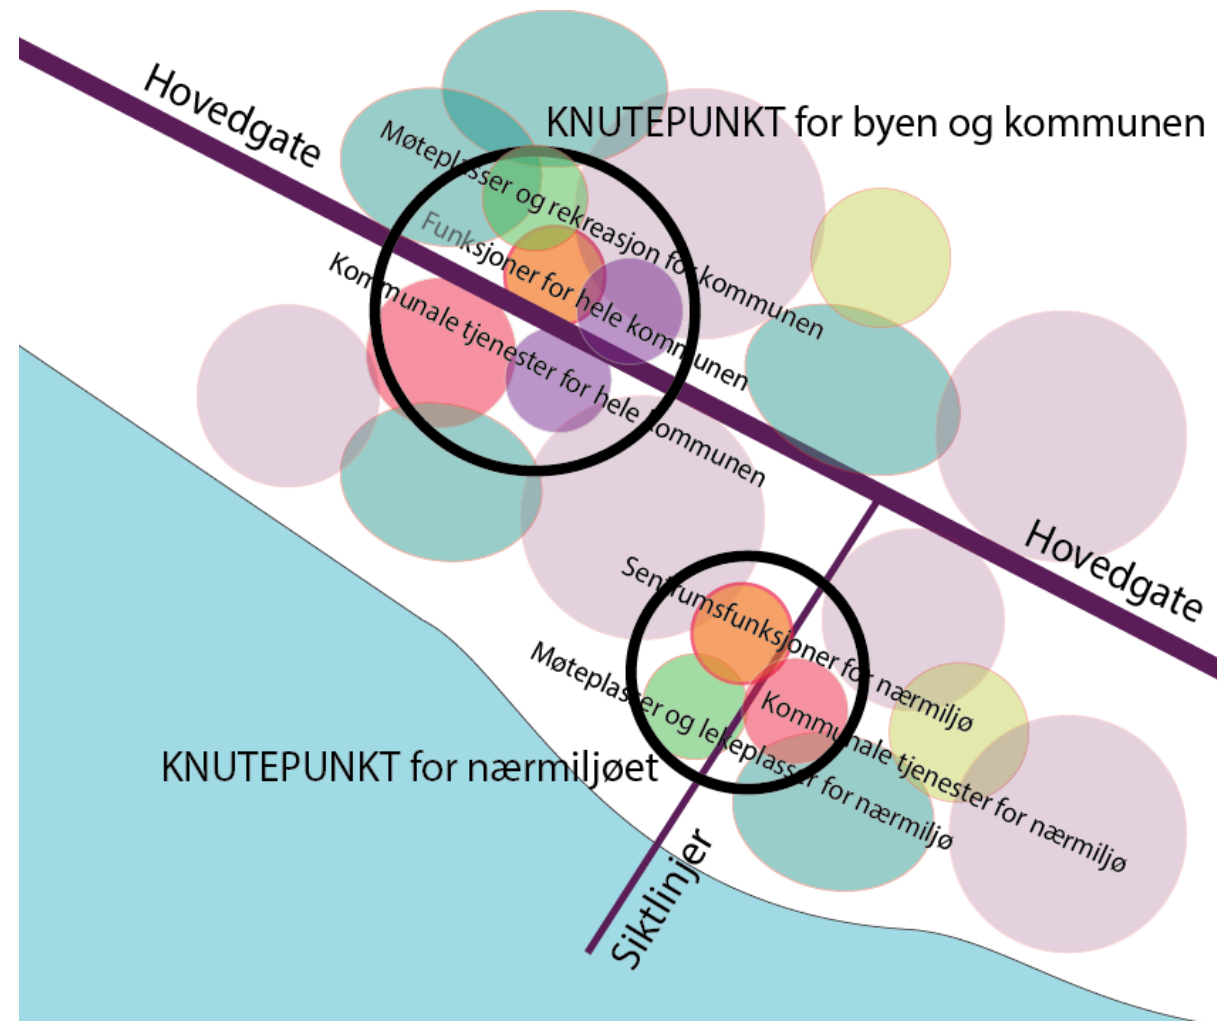 Hovedgate
KNUTEPUNKT for byen og kommunen
Møteplasser og rekreasjon for kommunen
Funksjoner for hele kommunen
Kommunale tjenester for hele kommunen
Hovedgate
Sentrumsfunksjoner for nærmiljø
Møteplasser og lekeplasser for nærmiljø
Kommunale tjenester for nærmiljø
KNUTEPUNKT for nærmiljøet
Siktlinjer